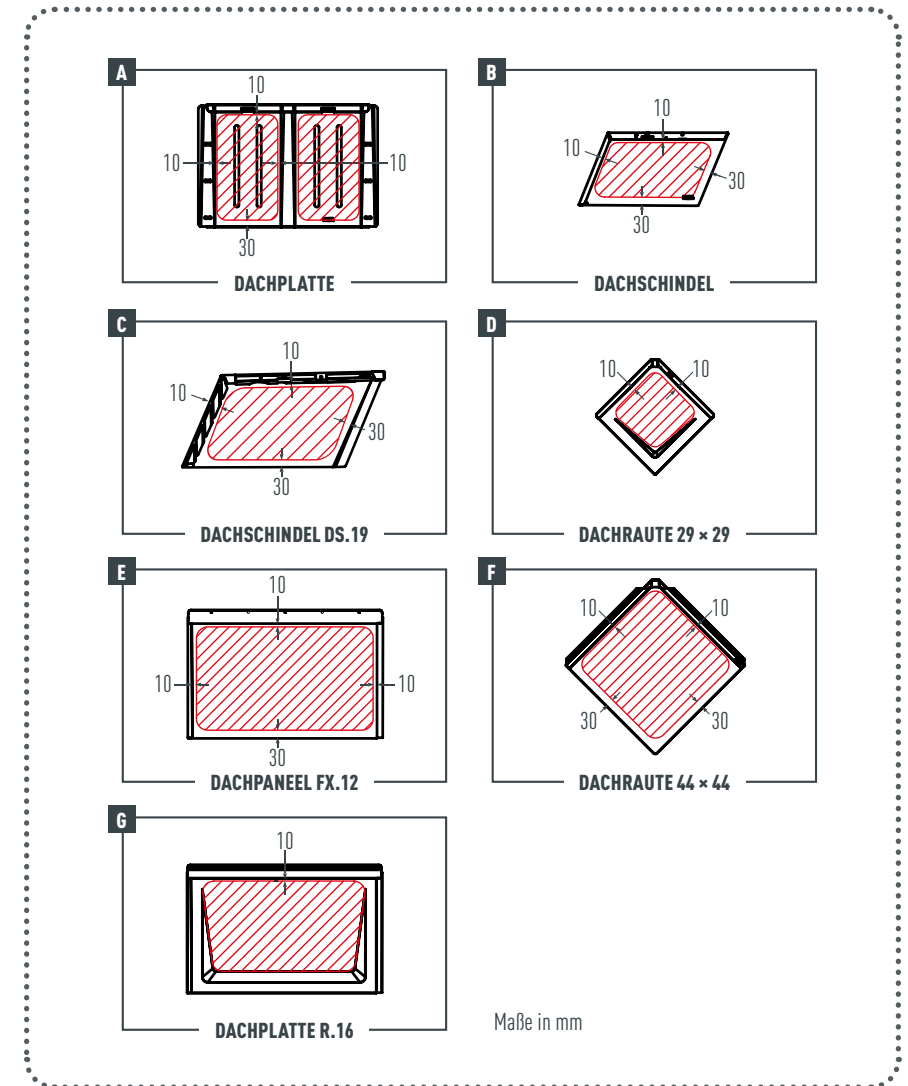 A
10
10
10
30
DACHPLATTE
B
10
10
30
30
DACHSCHINDEL
C
10
10
30
30
DACHSCHINDEL DS.19
D
10
10
DACHRAUTE 29 × 29
E
10
10
10
30
DACHPANEEL FX.12
F
10
10
30
30
DACHRAUTE 44 × 44
G
10
DACHPLATTE R.16
Maße in mm